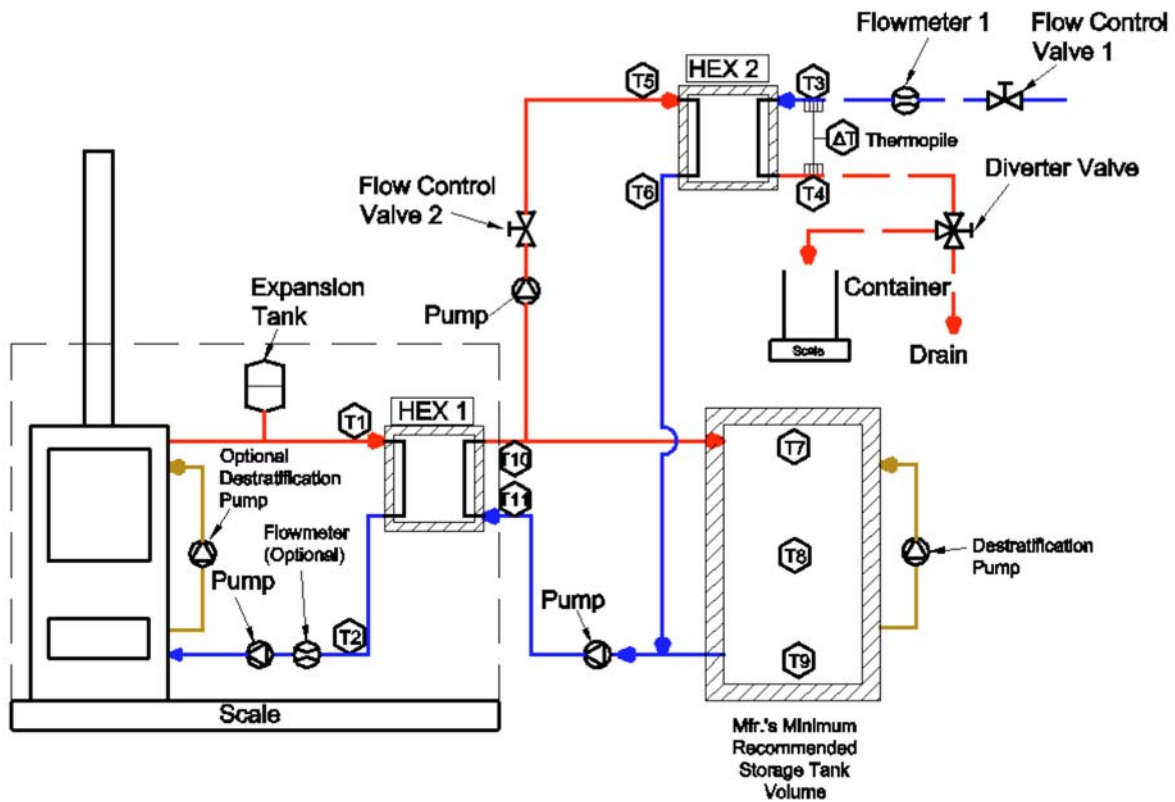 Flowmeter 1
Flow Control
Valve 1
HEX 2
T5
T3
ΔT
Thermopile
T6
T4
Diverter Valve
Flow Control
Valve 2
Expansion
Tank
Pump
Container
Scale
Drain
T1
HEX 1
T10
T7
Optional
Destratification
Pump
T11
Flowmeter
(Optional)
T8
Destratification
Pump
Pump
Pump
T2
T9
Scale
Mfr.'s Minimum
Recommended
Storage Tank
Volume